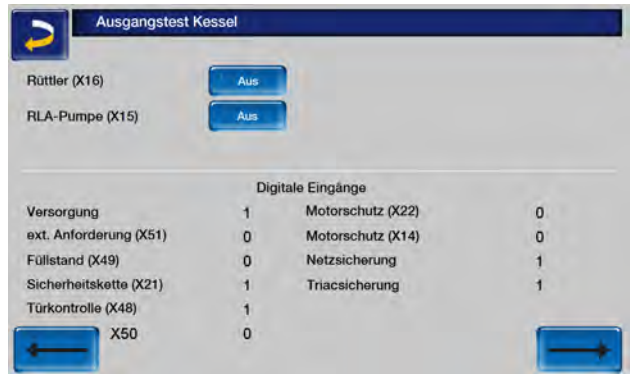 Ausgangstest Kessel
Rüttler (X16) Aus
RLA-Pumpe (X15) Aus
Digitale Eingänge
Versorgung 1 Motorschutz (X22) 0
ext. Anforderung (X51) 0 Motorschutz (X14) 0
Füllstand (X49) 0 Netzsicherung 1
Sicherheitskette (X21) 1 Triacsicherung 1
Türkontrolle (X48) 1
X50 0